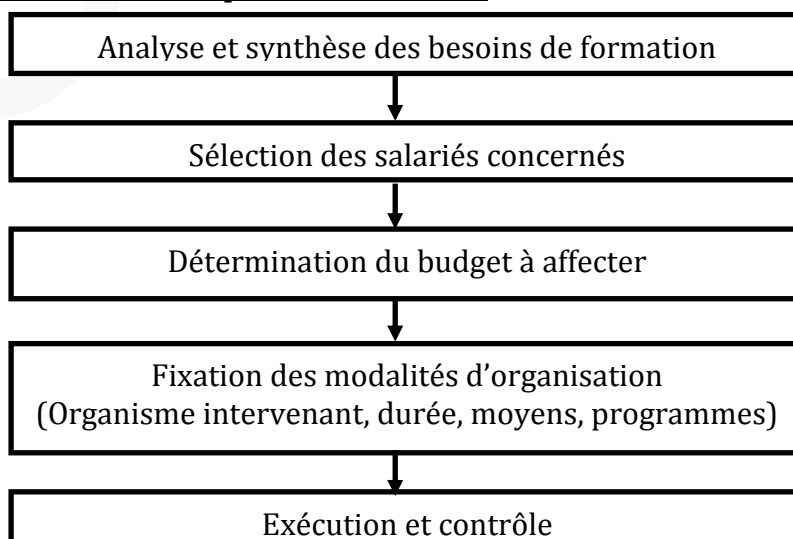 Analyse et synthèse des besoins de formation
Sélection des salariés concernés
Détermination du budget à affecter
Fixation des modalités d’organisation
(Organisme intervenant, durée, moyens, programmes)
Exécution et contrôle